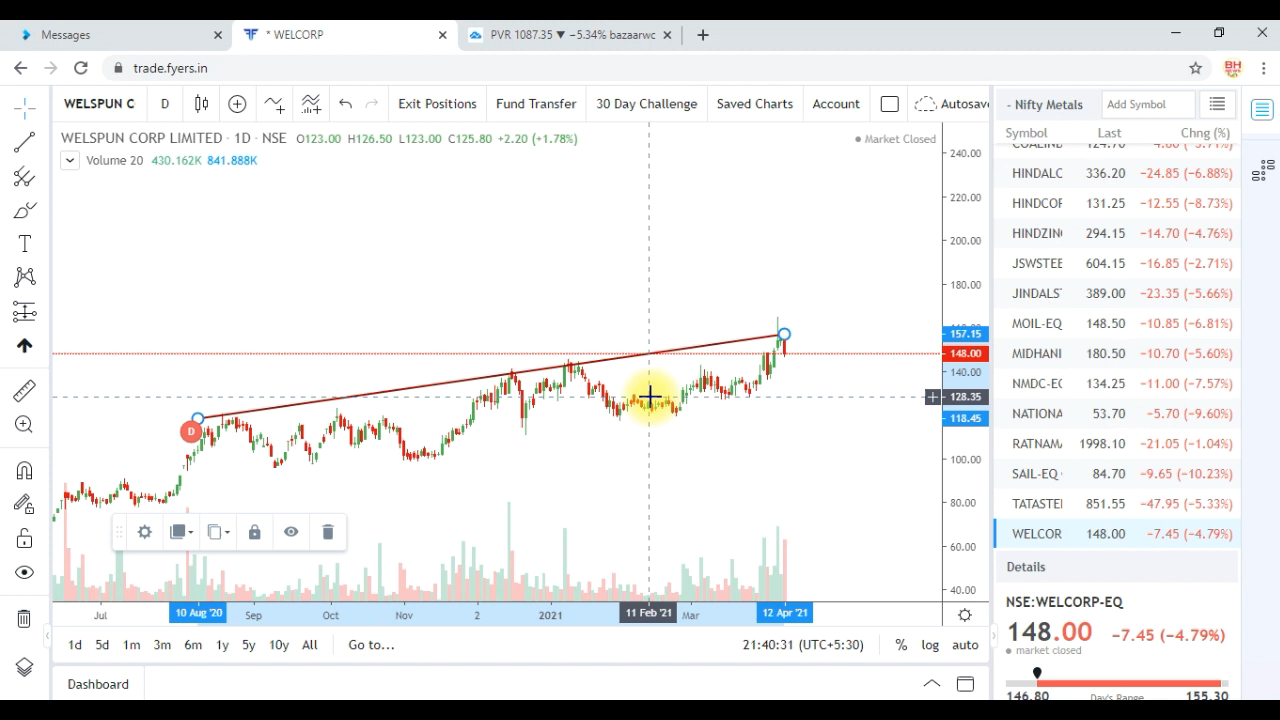 Messages
* WELCORP
PVR 1087.35 ▼ −5.34% bazaarwc
trade.fyers.in
BH
WELSPUN C D Exit Positions Fund Transfer 30 Day Challenge Saved Charts Account Autosave
- Nifty Metals Add Symbol
Symbol Last Chng (%)
WELSPUN CORP LIMITED · 1D · NSE O123.00 H126.50 L123.00 C125.80 +2.20 (+1.78%)
Market Closed
Volume 20 430.162K 841.888K
240.00
220.00
200.00
180.00
157.15
148.00
140.00
128.35
118.45
100.00
80.00
60.00
40.00
D
T
Jul 10 Aug '20 Sep Oct Nov 2 2021 11 Feb '21 Mar 12 Apr '21
1d 5d 1m 3m 6m 1y 5y 10y All Go to... 21:40:31 (UTC+5:30) % log auto
Dashboard
HINDALC 336.20 −24.85 (−6.88%)
HINDCOF 131.25 −12.55 (−8.73%)
HINDZIN 294.15 −14.70 (−4.76%)
JSWSTEE 604.15 −16.85 (−2.71%)
JINDALS 389.00 −23.35 (−5.66%)
MOIL-EQ 148.50 −10.85 (−6.81%)
MIDHANI 180.50 −10.70 (−5.60%)
NMDC-EC 134.25 −11.00 (−7.57%)
NATIONA 53.70 −5.70 (−9.60%)
RATNAM 1998.10 −21.05 (−1.04%)
SAIL-EQ 84.70 −9.65 (−10.23%)
TATASTEI 851.55 −47.95 (−5.33%)
WELCOR 148.00 −7.45 (−4.79%)
Details
NSE:WELCORP-EQ
148.00 −7.45 (−4.79%)
market closed
146.80 Day's Range 155.30